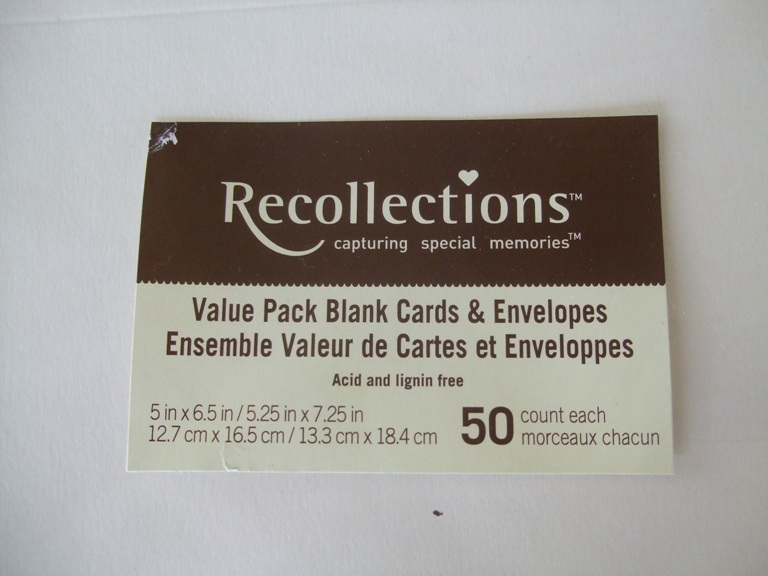 Recollections™
capturing special memories™
Value Pack Blank Cards & Envelopes
Ensemble Valeur de Cartes et Enveloppes
Acid and lignin free
5 in x 6.5 in / 5.25 in x 7.25 in
12.7 cm x 16.5 cm / 13.3 cm x 18.4 cm
50 count each
morceaux chacun